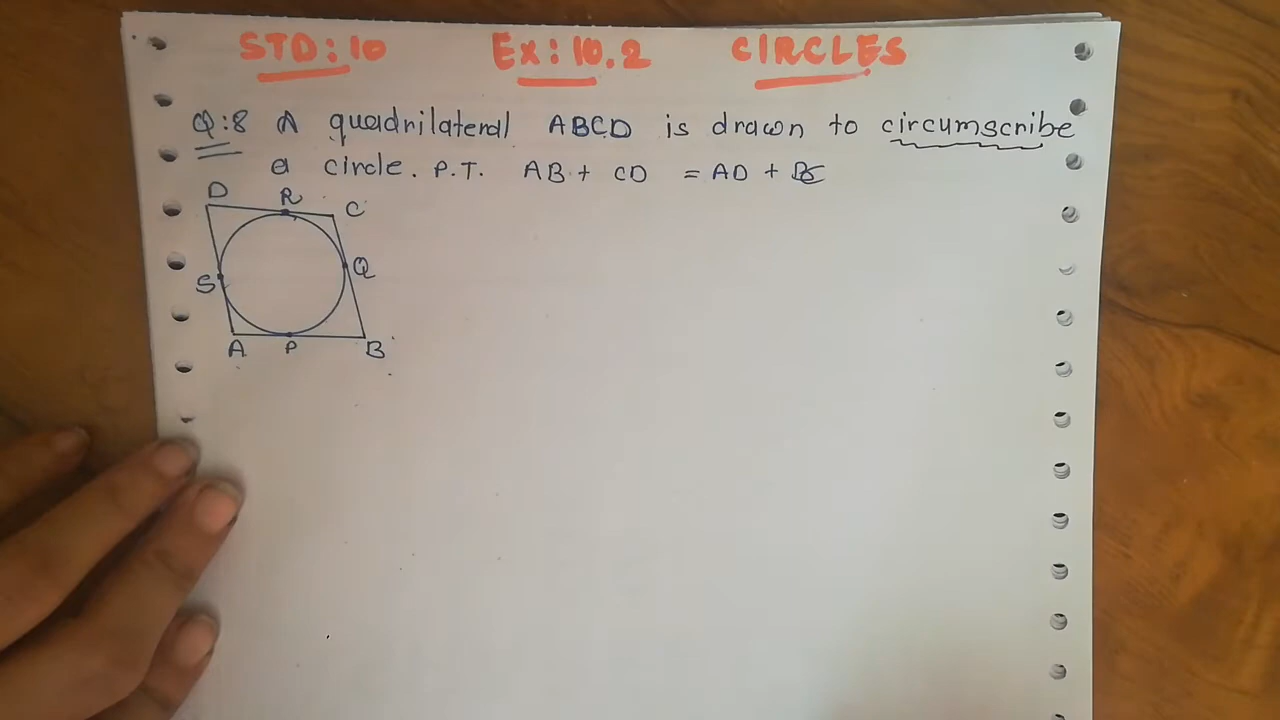 STD: 10 Ex: 10.2 CIRCLES
Q:8 A quadrilateral ABCD is drawn to circumscribe
a circle. P.T. AB + CD = AD + BC
D R C
S Q
A P B